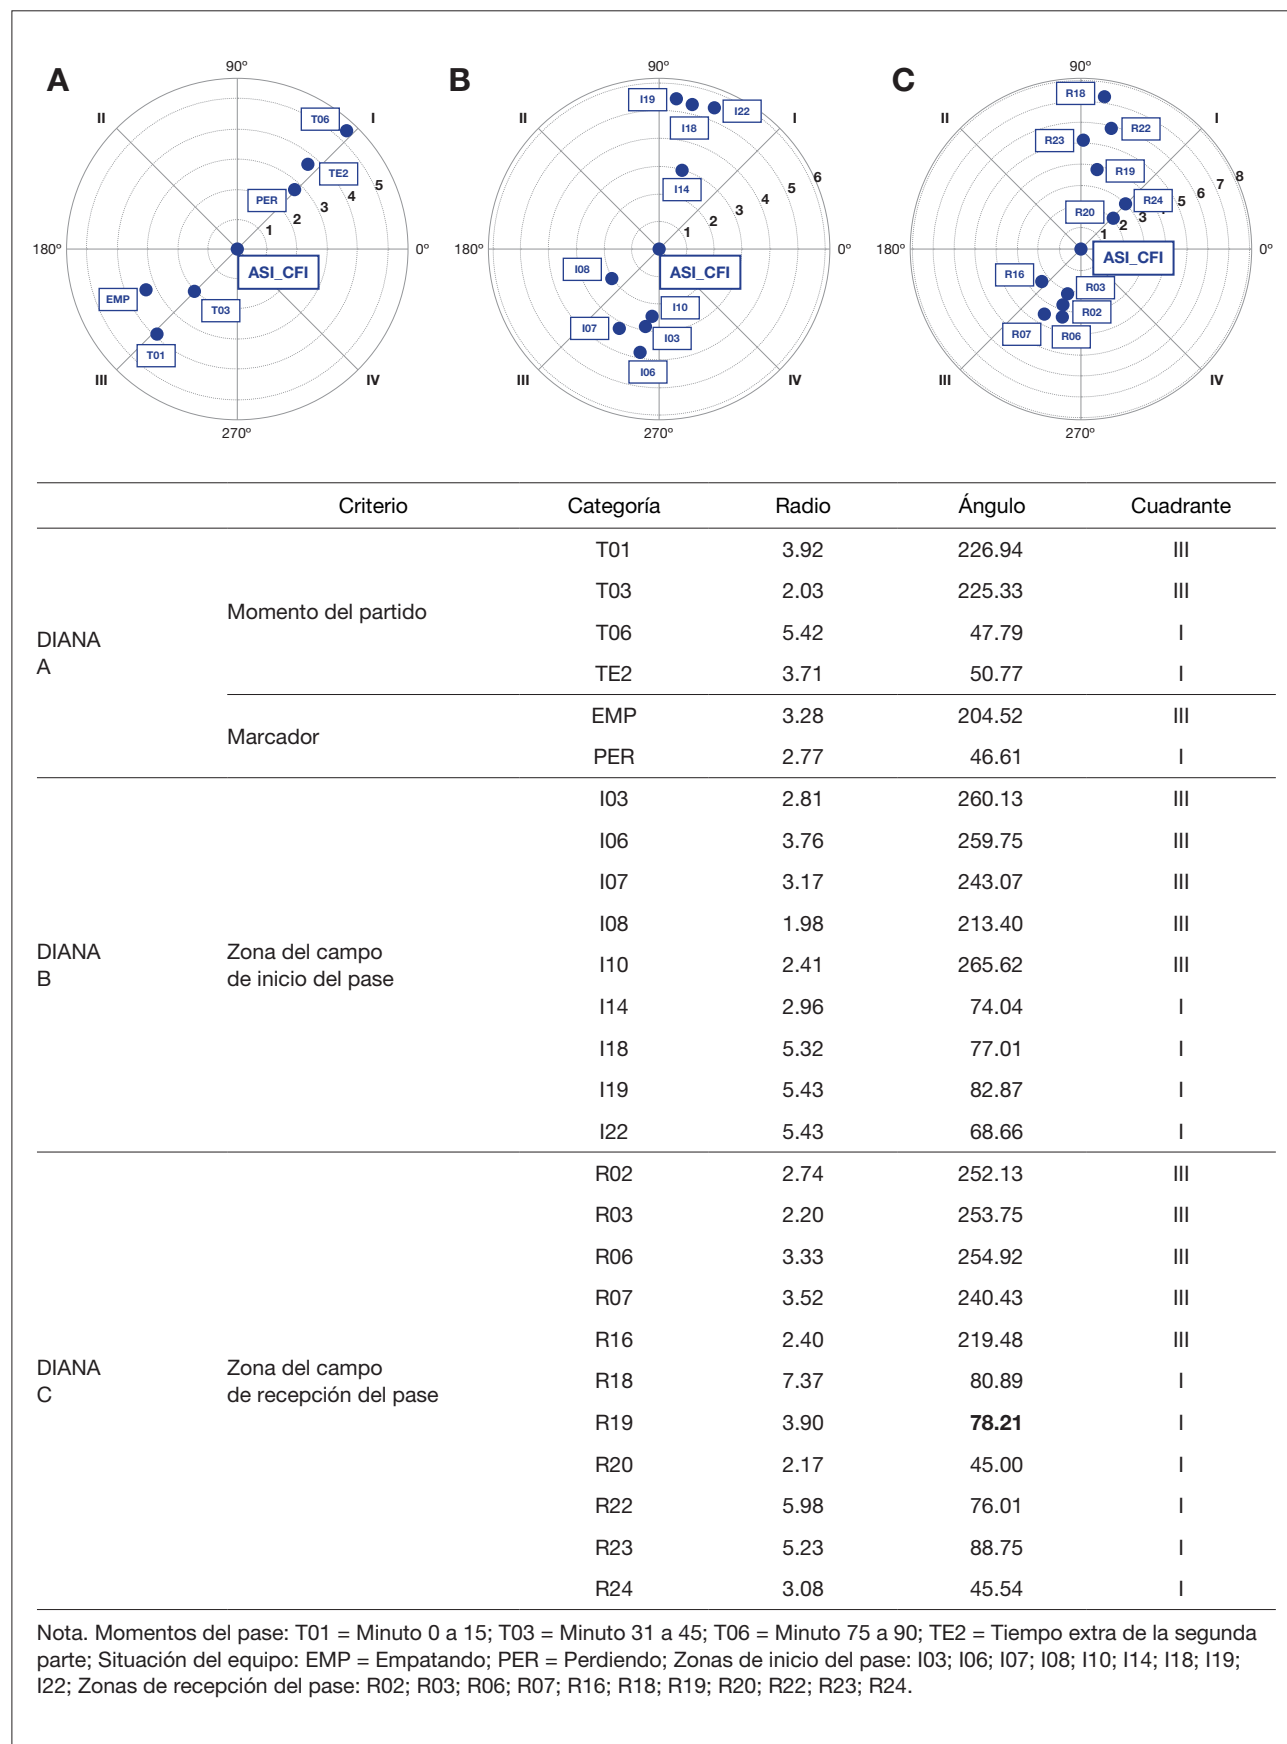 A
90º
II
I
T06
TE2
PER
5
4
3
2
1
180º
0º
ASI_CFI
EMP
T03
T01
III
IV
270º
B
90º
I19
I22
II
I
I18
6
5
4
3
2
1
I14
180º
0º
I08
ASI_CFI
I10
I07
I03
I06
III
IV
270º
C
90º
R18
II
I
R22
R23
R19
8
7
6
5
R24
R20
3
2
1
180º
0º
ASI_CFI
R16
R03
R02
R07
R06
III
IV
270º
Criterio Categoría Radio Ángulo Cuadrante
T01 3.92 226.94 III
T03 2.03 225.33 III
Momento del partido
T06 5.42 47.79 I
DIANA
A
TE2 3.71 50.77 I
EMP 3.28 204.52 III
Marcador
PER 2.77 46.61 I
I03 2.81 260.13 III
I06 3.76 259.75 III
I07 3.17 243.07 III
I08 1.98 213.40 III
DIANA Zona del campo
B de inicio del pase
I10 2.41 265.62 III
I14 2.96 74.04 I
I18 5.32 77.01 I
I19 5.43 82.87 I
I22 5.43 68.66 I
R02 2.74 252.13 III
R03 2.20 253.75 III
R06 3.33 254.92 III
R07 3.52 240.43 III
R16 2.40 219.48 III
DIANA Zona del campo
C de recepción del pase
R18 7.37 80.89 I
R19 3.90 78.21 I
R20 2.17 45.00 I
R22 5.98 76.01 I
R23 5.23 88.75 I
R24 3.08 45.54 I
Nota. Momentos del pase: T01 = Minuto 0 a 15; T03 = Minuto 31 a 45; T06 = Minuto 75 a 90; TE2 = Tiempo extra de la segunda
parte; Situación del equipo: EMP = Empatando; PER = Perdiendo; Zonas de inicio del pase: I03; I06; I07; I08; I10; I14; I18; I19;
I22; Zonas de recepción del pase: R02; R03; R06; R07; R16; R18; R19; R20; R22; R23; R24.